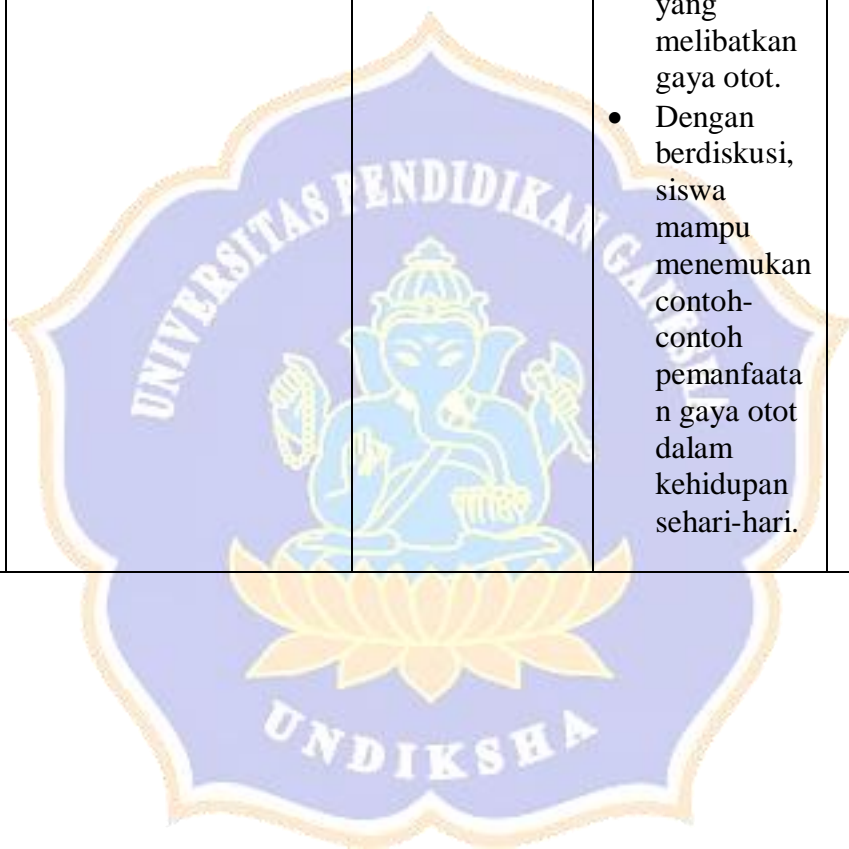 yang
melibatkan
gaya otot.
• Dengan
berdiskusi,
siswa
mampu
menemukan
contoh-
contoh
pemanfaata
n gaya otot
dalam
kehidupan
sehari-hari.
UNIVERSITAS PENDIDIKAN GANESHA
UNDIKSHA